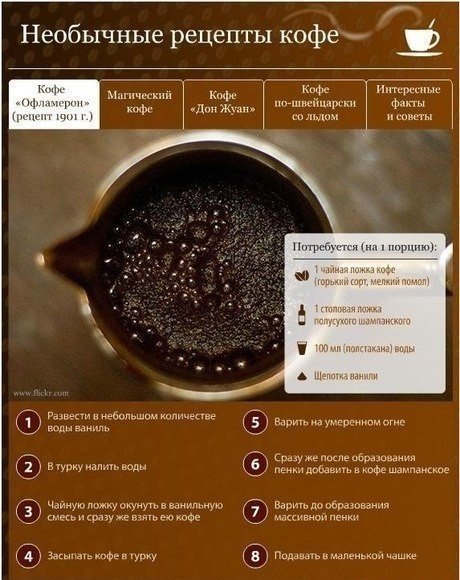 Необычные рецепты кофе
Кофе
«Офламерон»
(рецепт 1901 г.)
Магический
кофе
Кофе
«Дон Жуан»
Кофе
по-швейцарски
со льдом
Интересные
факты
и советы
Потребуется (на 1 порцию):
1 чайная ложка кофе
(горький сорт, мелкий помол)
1 столовая ложка
полусухого шампанского
100 мл (полстакана) воды
Щепотка ванили
www.flickr.com
1 Развести в небольшом количестве
воды ваниль
2 В турку налить воды
3 Чайную ложку окунуть в ванильную
смесь и сразу же взять ею кофе
4 Засыпать кофе в турку
5 Варить на умеренном огне
6 Сразу же после образования
пенки добавить в кофе шампанское
7 Варить до образования
массивной пенки
8 Подавать в маленькой чашке